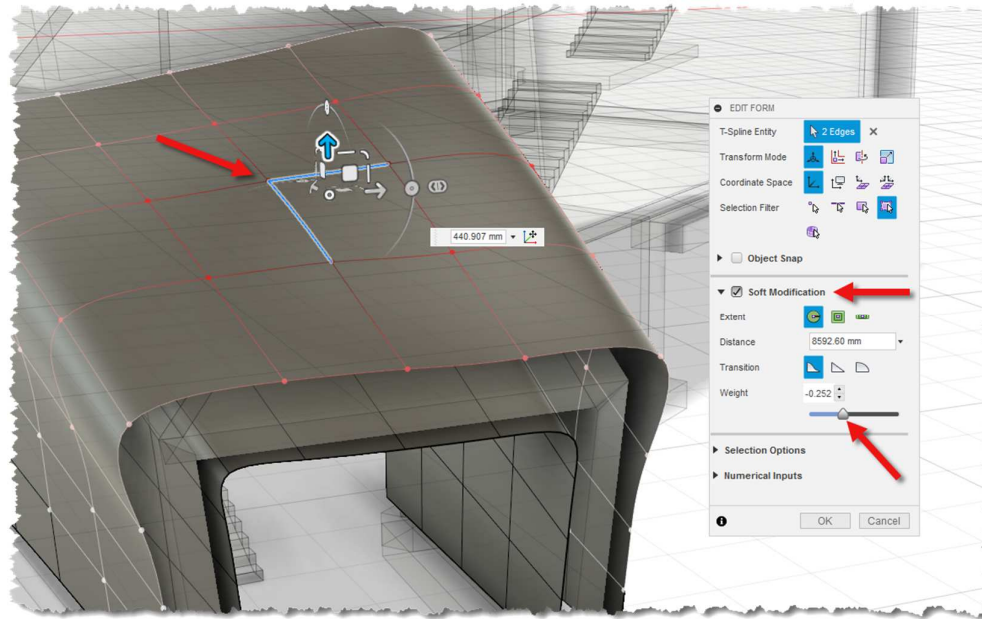 EDIT FORM
T-Spline Entity 2 Edges
Transform Mode
Coordinate Space
Selection Filter
Object Snap
Soft Modification
Extent
Distance 8592.60 mm
Transition
Weight -0.252
Selection Options
Numerical Inputs
OK Cancel
440.907 mm